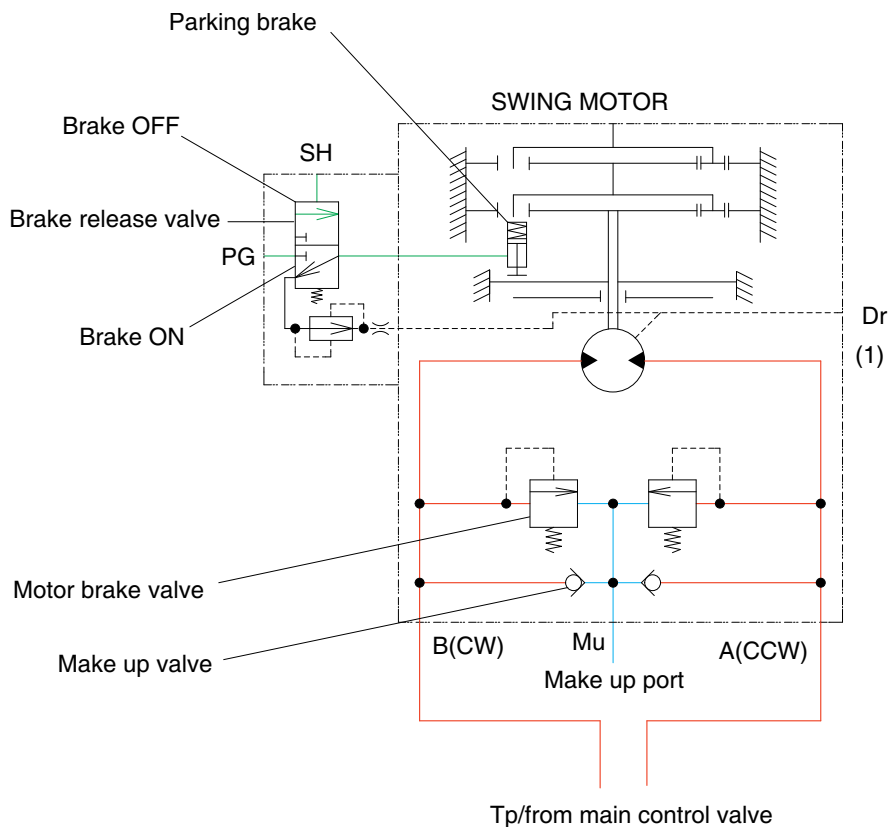 Parking brake
SWING MOTOR
Brake OFF
SH
Brake release valve
PG
Brake ON
Dr
(1)
Motor brake valve
B(CW)
Mu
A(CCW)
Make up valve
Make up port
Tp/from main control valve